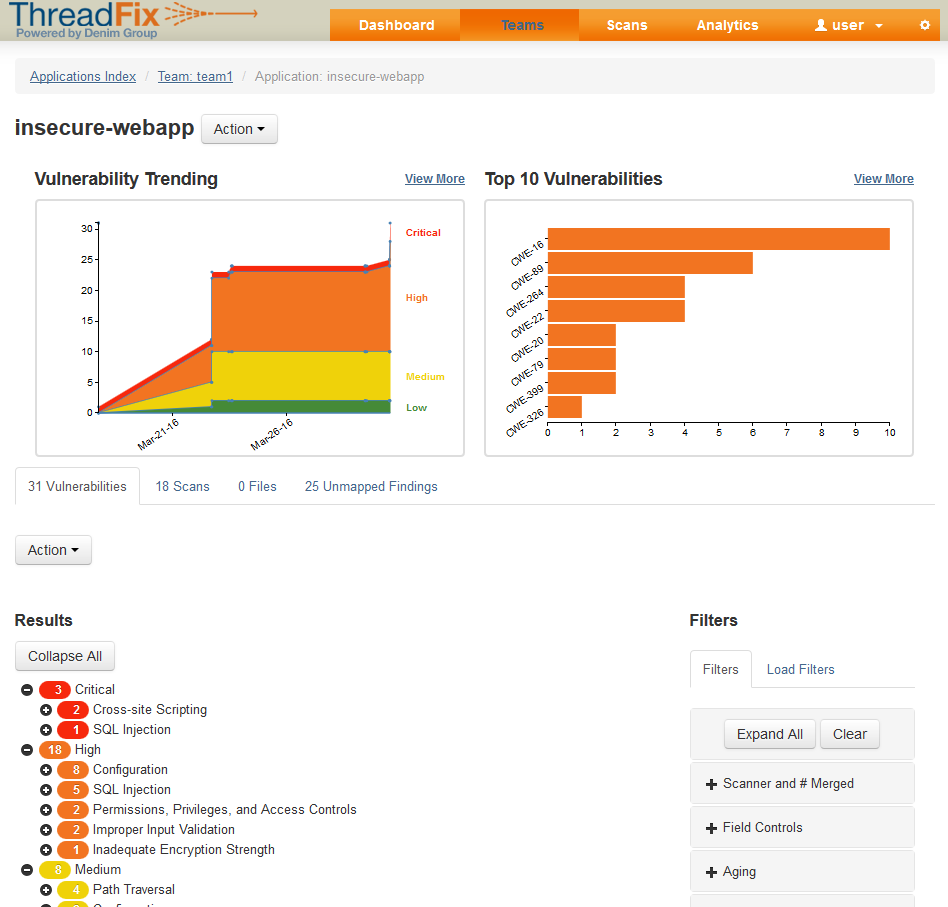 ThreadFix
Powered by Denim Group
Dashboard Teams Scans Analytics user
Applications Index / Team: team1 / Application: insecure-webapp
insecure-webapp Action
Vulnerability Trending View More
Top 10 Vulnerabilities View More
30
25
20
15
10
5
0
Critical
High
Medium
Low
Mar-21-16 Mar-26-16
CWE-16
CWE-89
CWE-264
CWE-22
CWE-20
CWE-79
CWE-399
CWE-326
0 1 2 3 4 5 6 7 8 9 10
31 Vulnerabilities 18 Scans 0 Files 25 Unmapped Findings
Action
Results
Collapse All
3 Critical
2 Cross-site Scripting
1 SQL Injection
18 High
8 Configuration
5 SQL Injection
2 Permissions, Privileges, and Access Controls
2 Improper Input Validation
1 Inadequate Encryption Strength
8 Medium
4 Path Traversal
Filters
Filters Load Filters
Expand All Clear
Scanner and # Merged
Field Controls
Aging